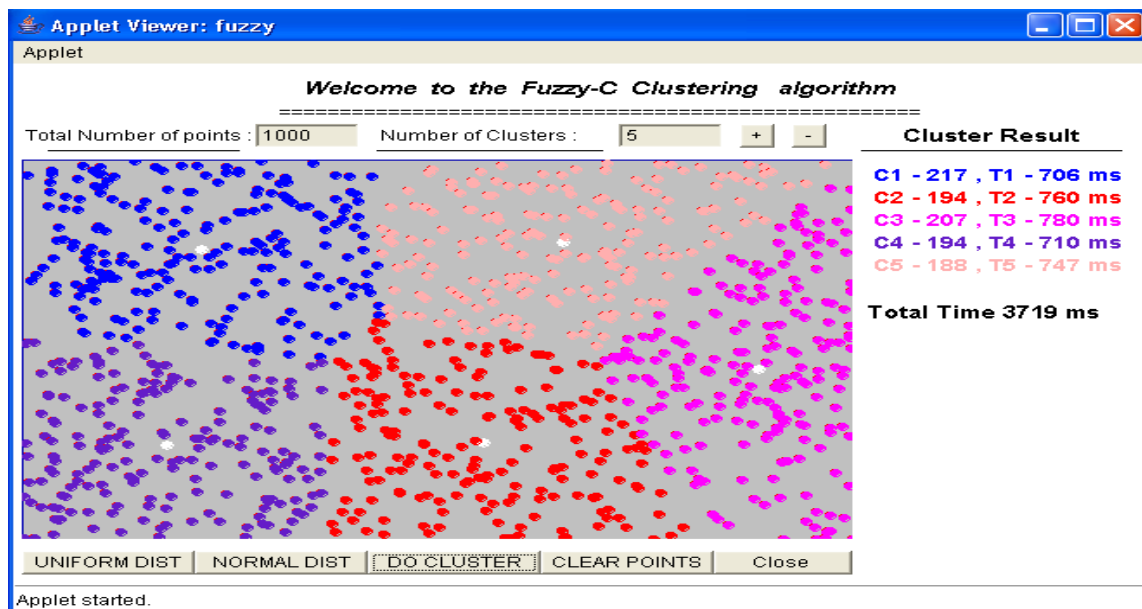 Applet Viewer: fuzzy
Applet
Welcome to the Fuzzy-C Clustering algorithm
=====================================================
Total Number of points : 1000 Number of Clusters : 5 + -
Cluster Result
C1 - 217 , T1 - 706 ms
C2 - 194 , T2 - 760 ms
C3 - 207 , T3 - 780 ms
C4 - 194 , T4 - 710 ms
C5 - 188 , T5 - 747 ms
Total Time 3719 ms
UNIFORM DIST NORMAL DIST DO CLUSTER CLEAR POINTS Close
Applet started.